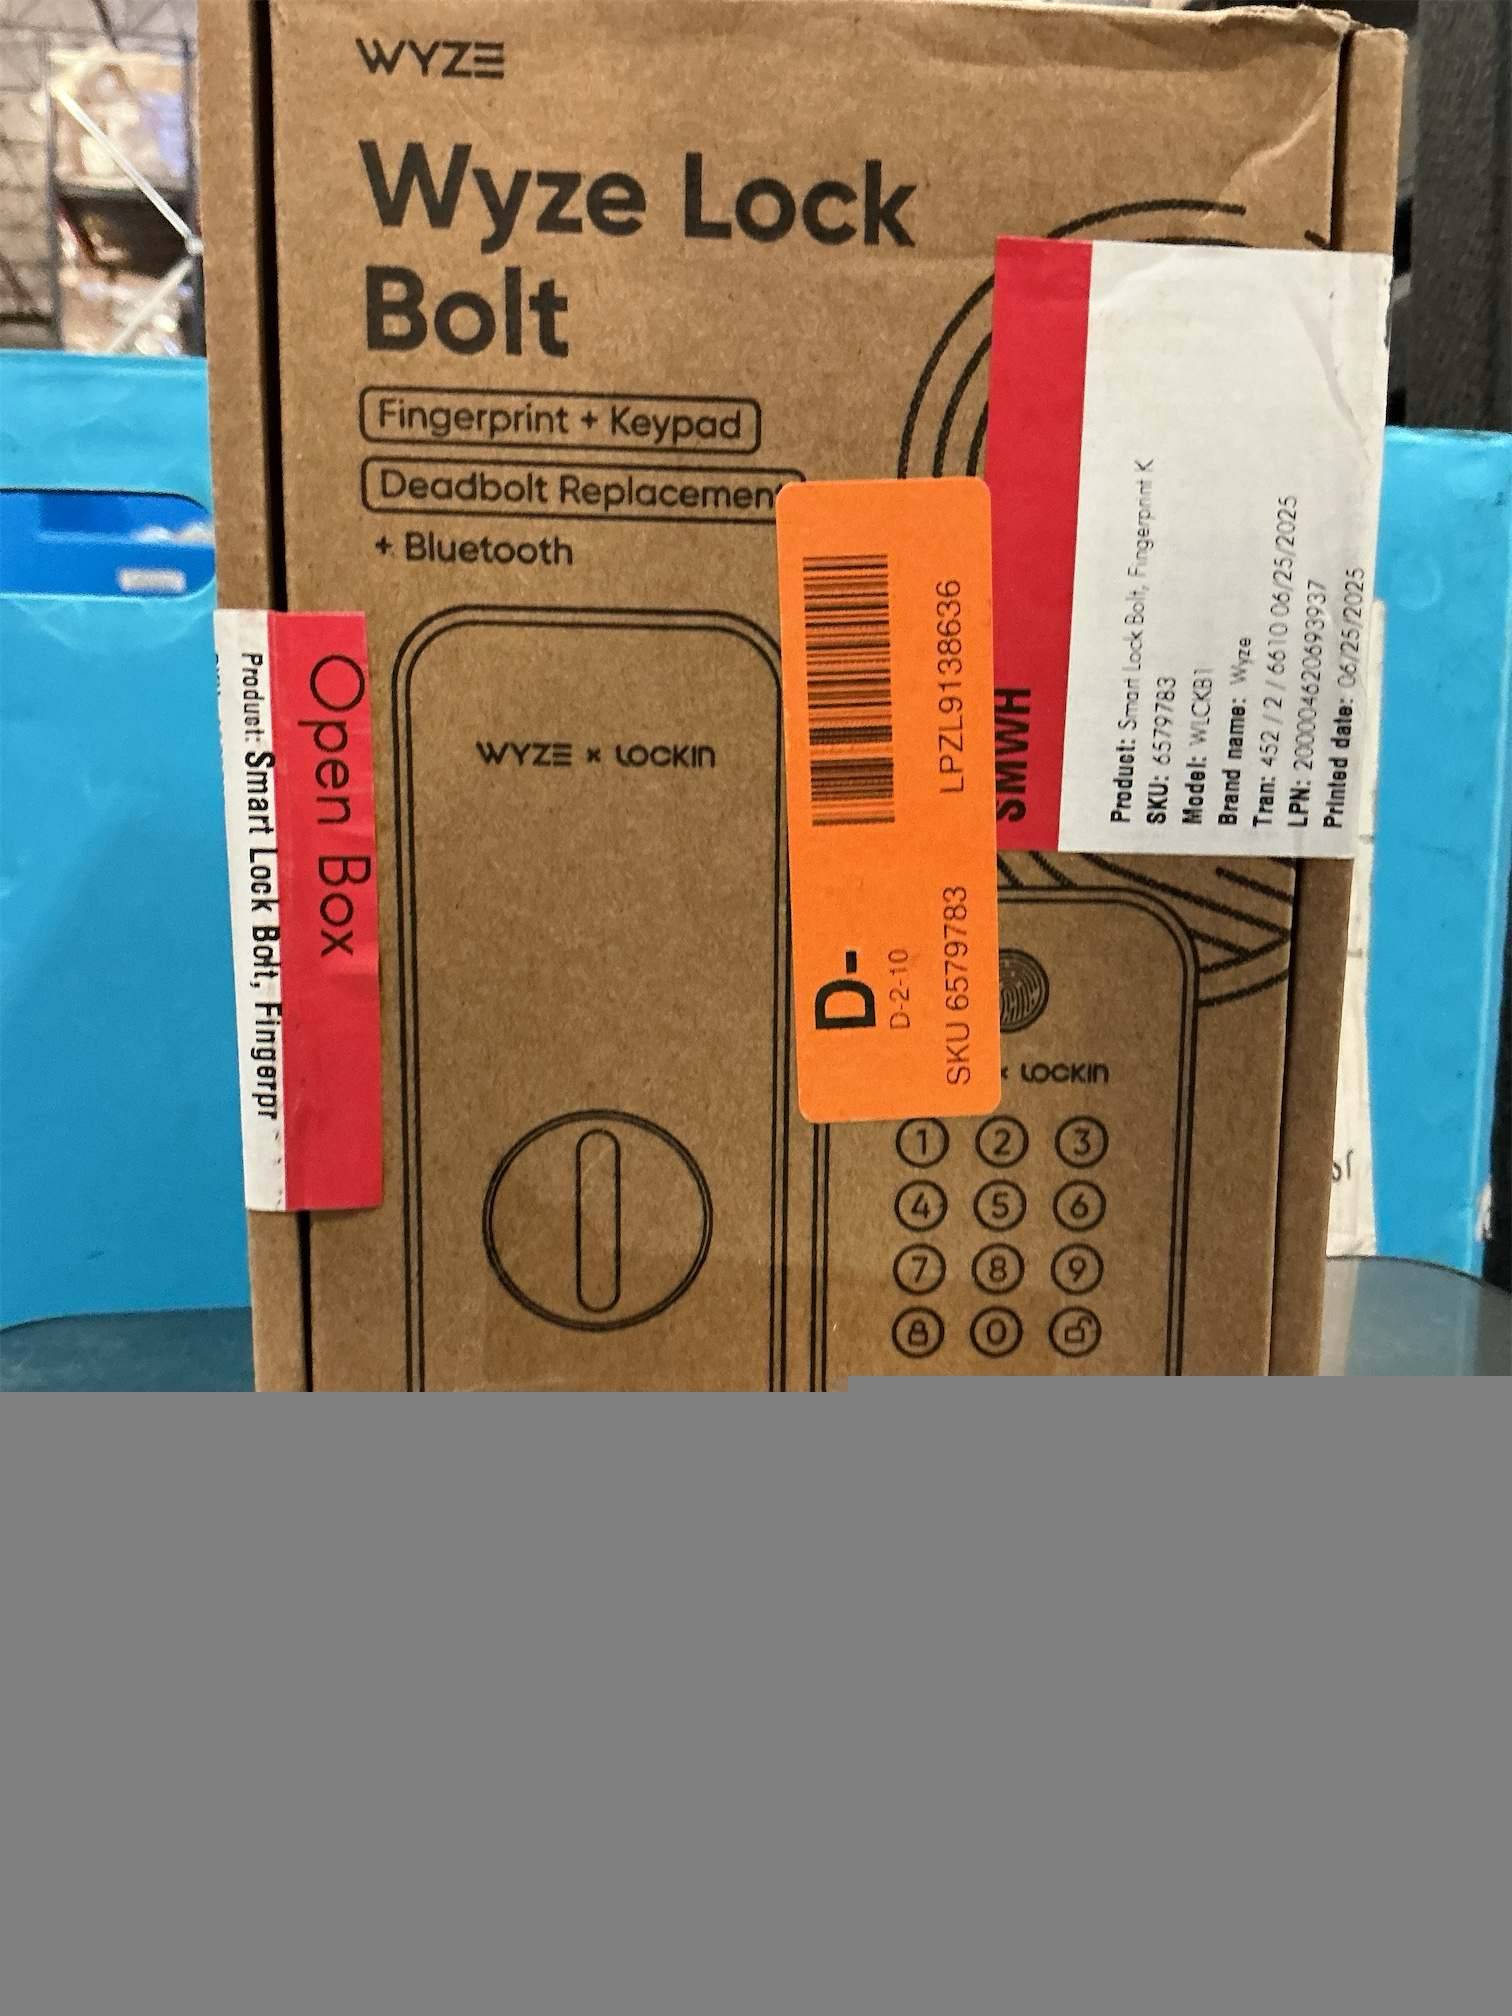 WYZE
Wyze Lock
Bolt
Fingerprint + Keypad
Deadbolt Replacemen
+ Bluetooth
WYZE x LOCKIN
Open Box
Product: Smart Lock Bolt, Fingerpr
D-
D-2-10
LPZL9138636
SKU 6579783
SMWH
Product: Smart Lock Bolt, Fingerprint K
SKU: 6579783
Model: WLCKB1
Brand name: Wyze
Tran: 452 / 2 / 6610 06/25/2025
LPN: 20000462069393​7
Printed date: 06/25/2025
x LOCKIN
1 2 3
4 5 6
7 8 9
0